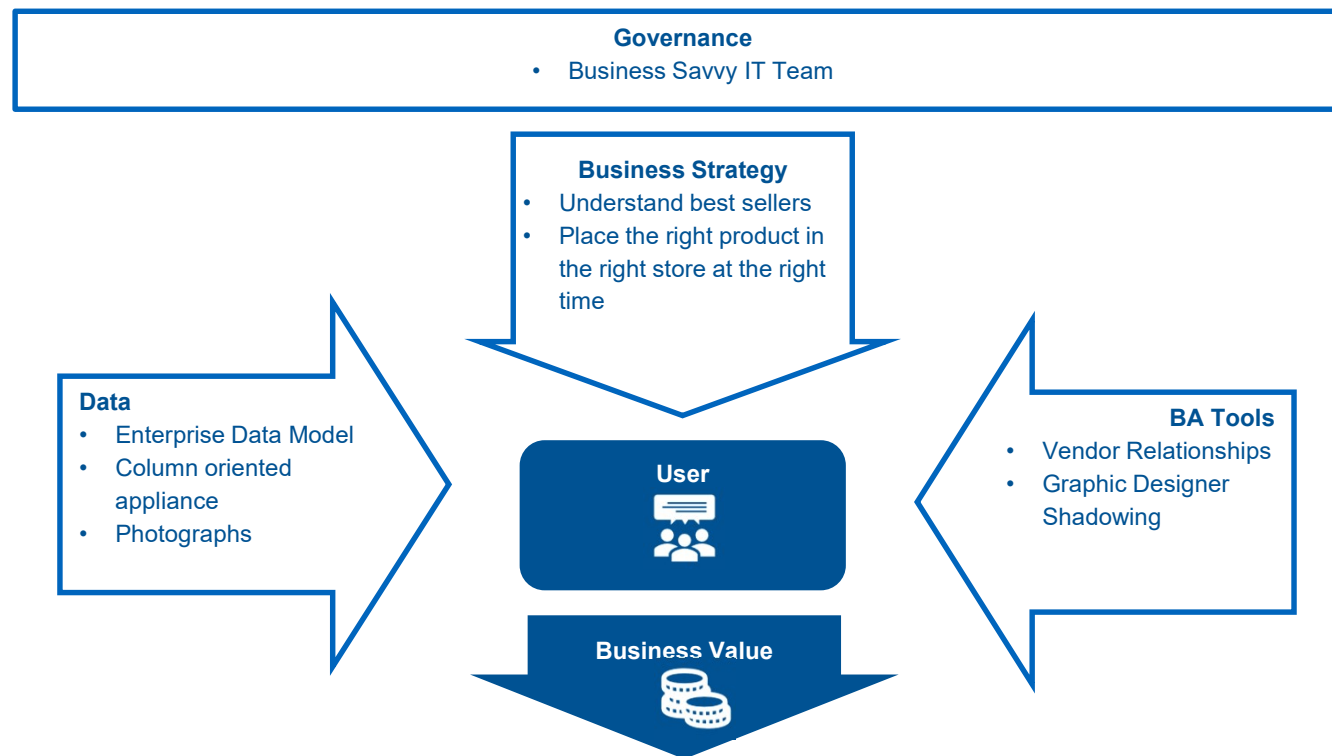 Governance
• Business Savvy IT Team
Business Strategy
• Understand best sellers
• Place the right product in
the right store at the right
time
Data
• Enterprise Data Model
• Column oriented
appliance
• Photographs
User
BA Tools
• Vendor Relationships
• Graphic Designer
Shadowing
Business Value